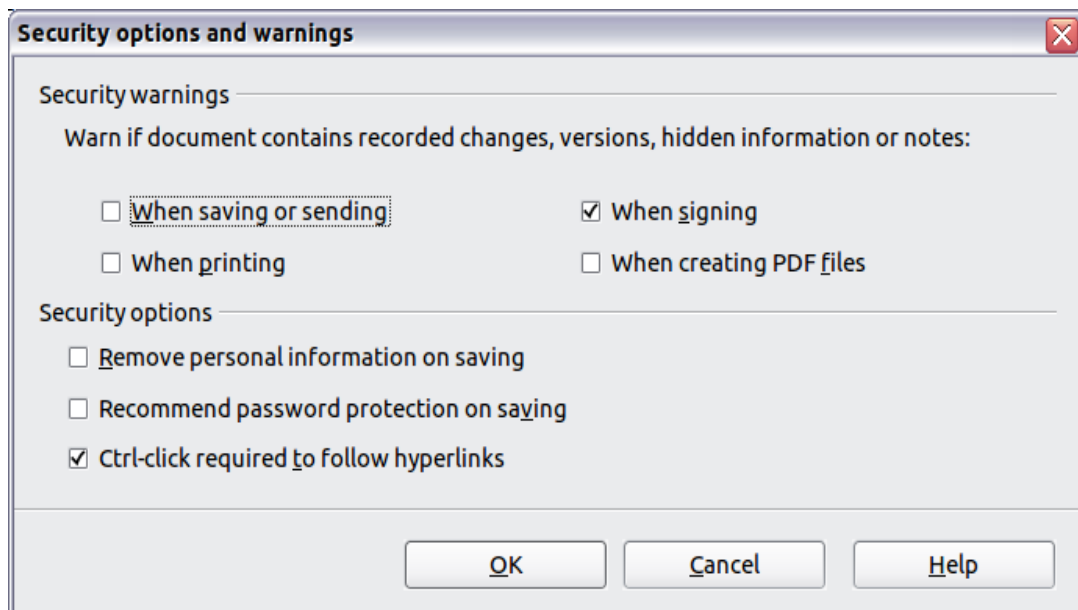 Security options and warnings
Security warnings
Warn if document contains recorded changes, versions, hidden information or notes:
When saving or sending
When signing
When printing
When creating PDF files
Security options
Remove personal information on saving
Recommend password protection on saving
Ctrl-click required to follow hyperlinks
OK
Cancel
Help